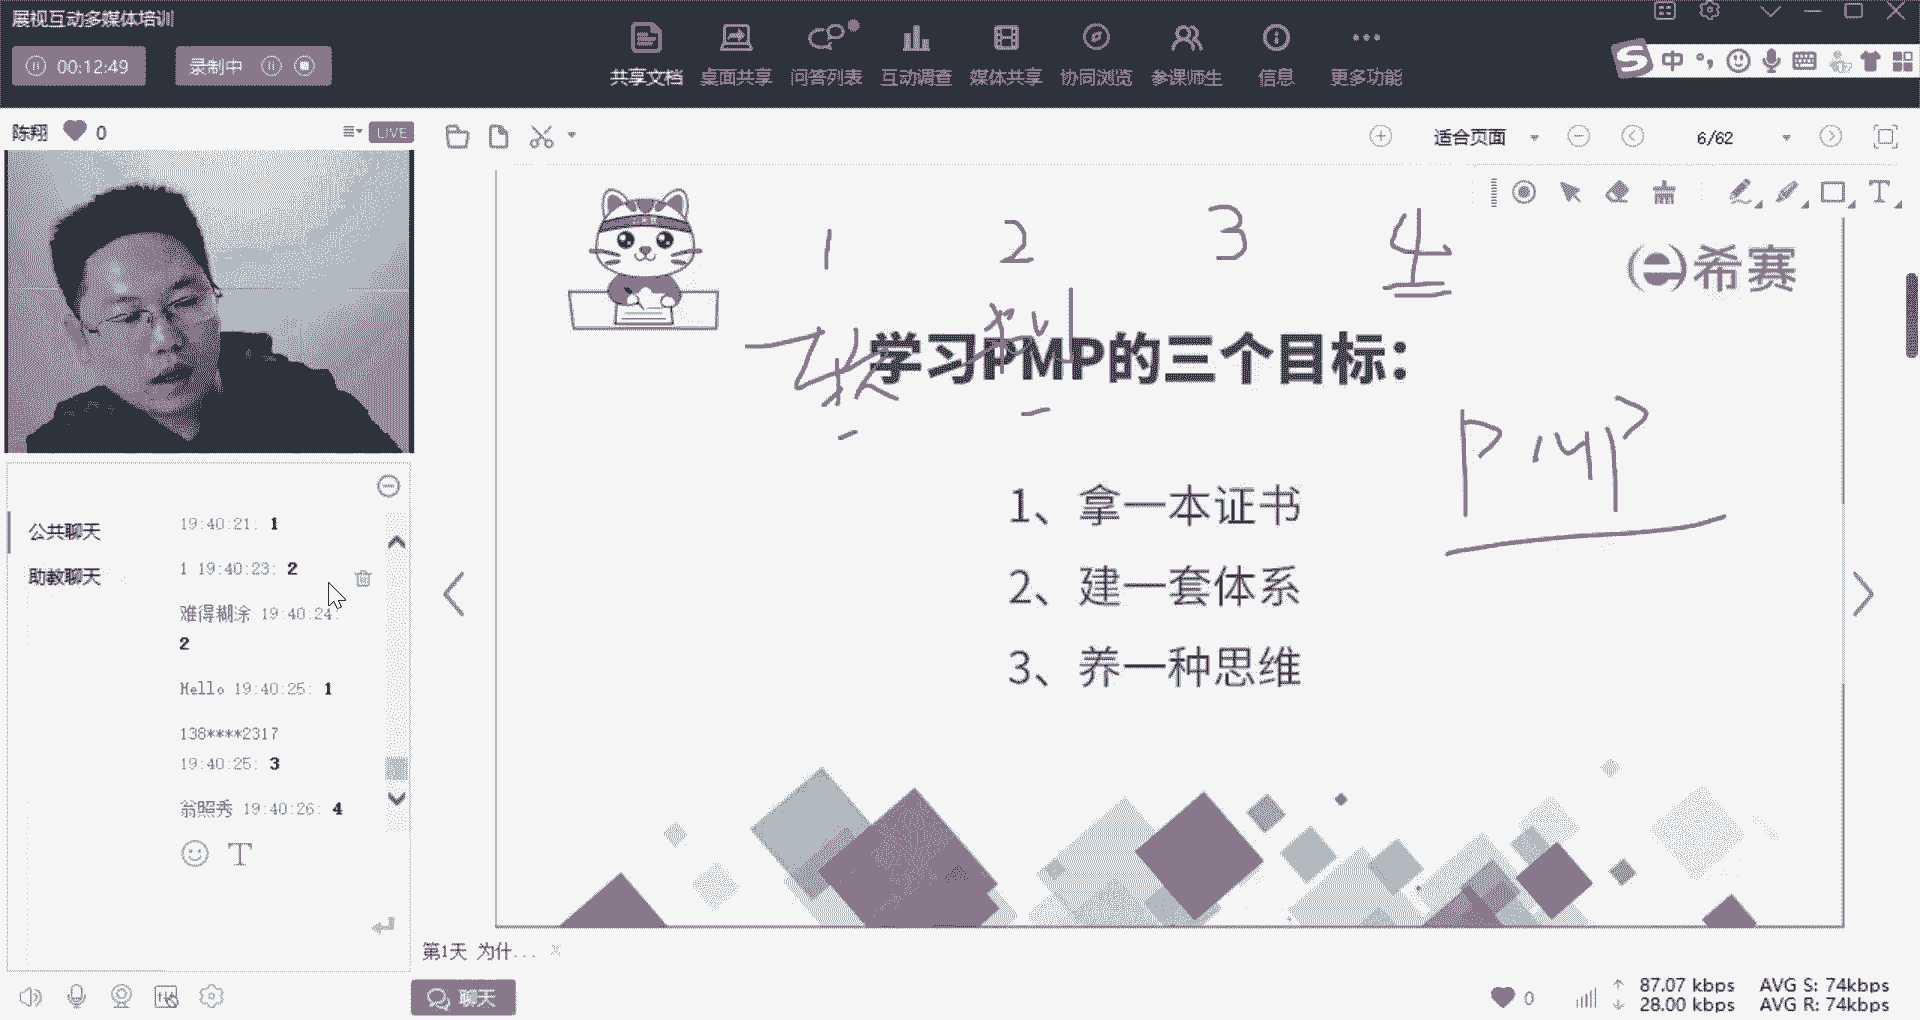 展视互动多媒体培训
00:12:49
录制中
共享文档
桌面共享
问答列表
互动调查
媒体共享
协同浏览
参课师生
信息
更多功能
中
陈翔
0
LIVE
适合页面
6/62
公共聊天
助教聊天
19:40:21: 1
1 19:40:23: 2
难得糊涂 19:40:24:
2
Hello 19:40:25: 1
138****2317
19:40:25: 3
翁照秀 19:40:26: 4
T
1 2 3 4
希赛
学习PMP的三个目标：
PMP
1、拿一本证书
2、建一套体系
3、养一种思维
第1天 为什...
聊天
0
87.07 kbps
28.00 kbps
AVG S: 74kbps
AVG R: 74kbps